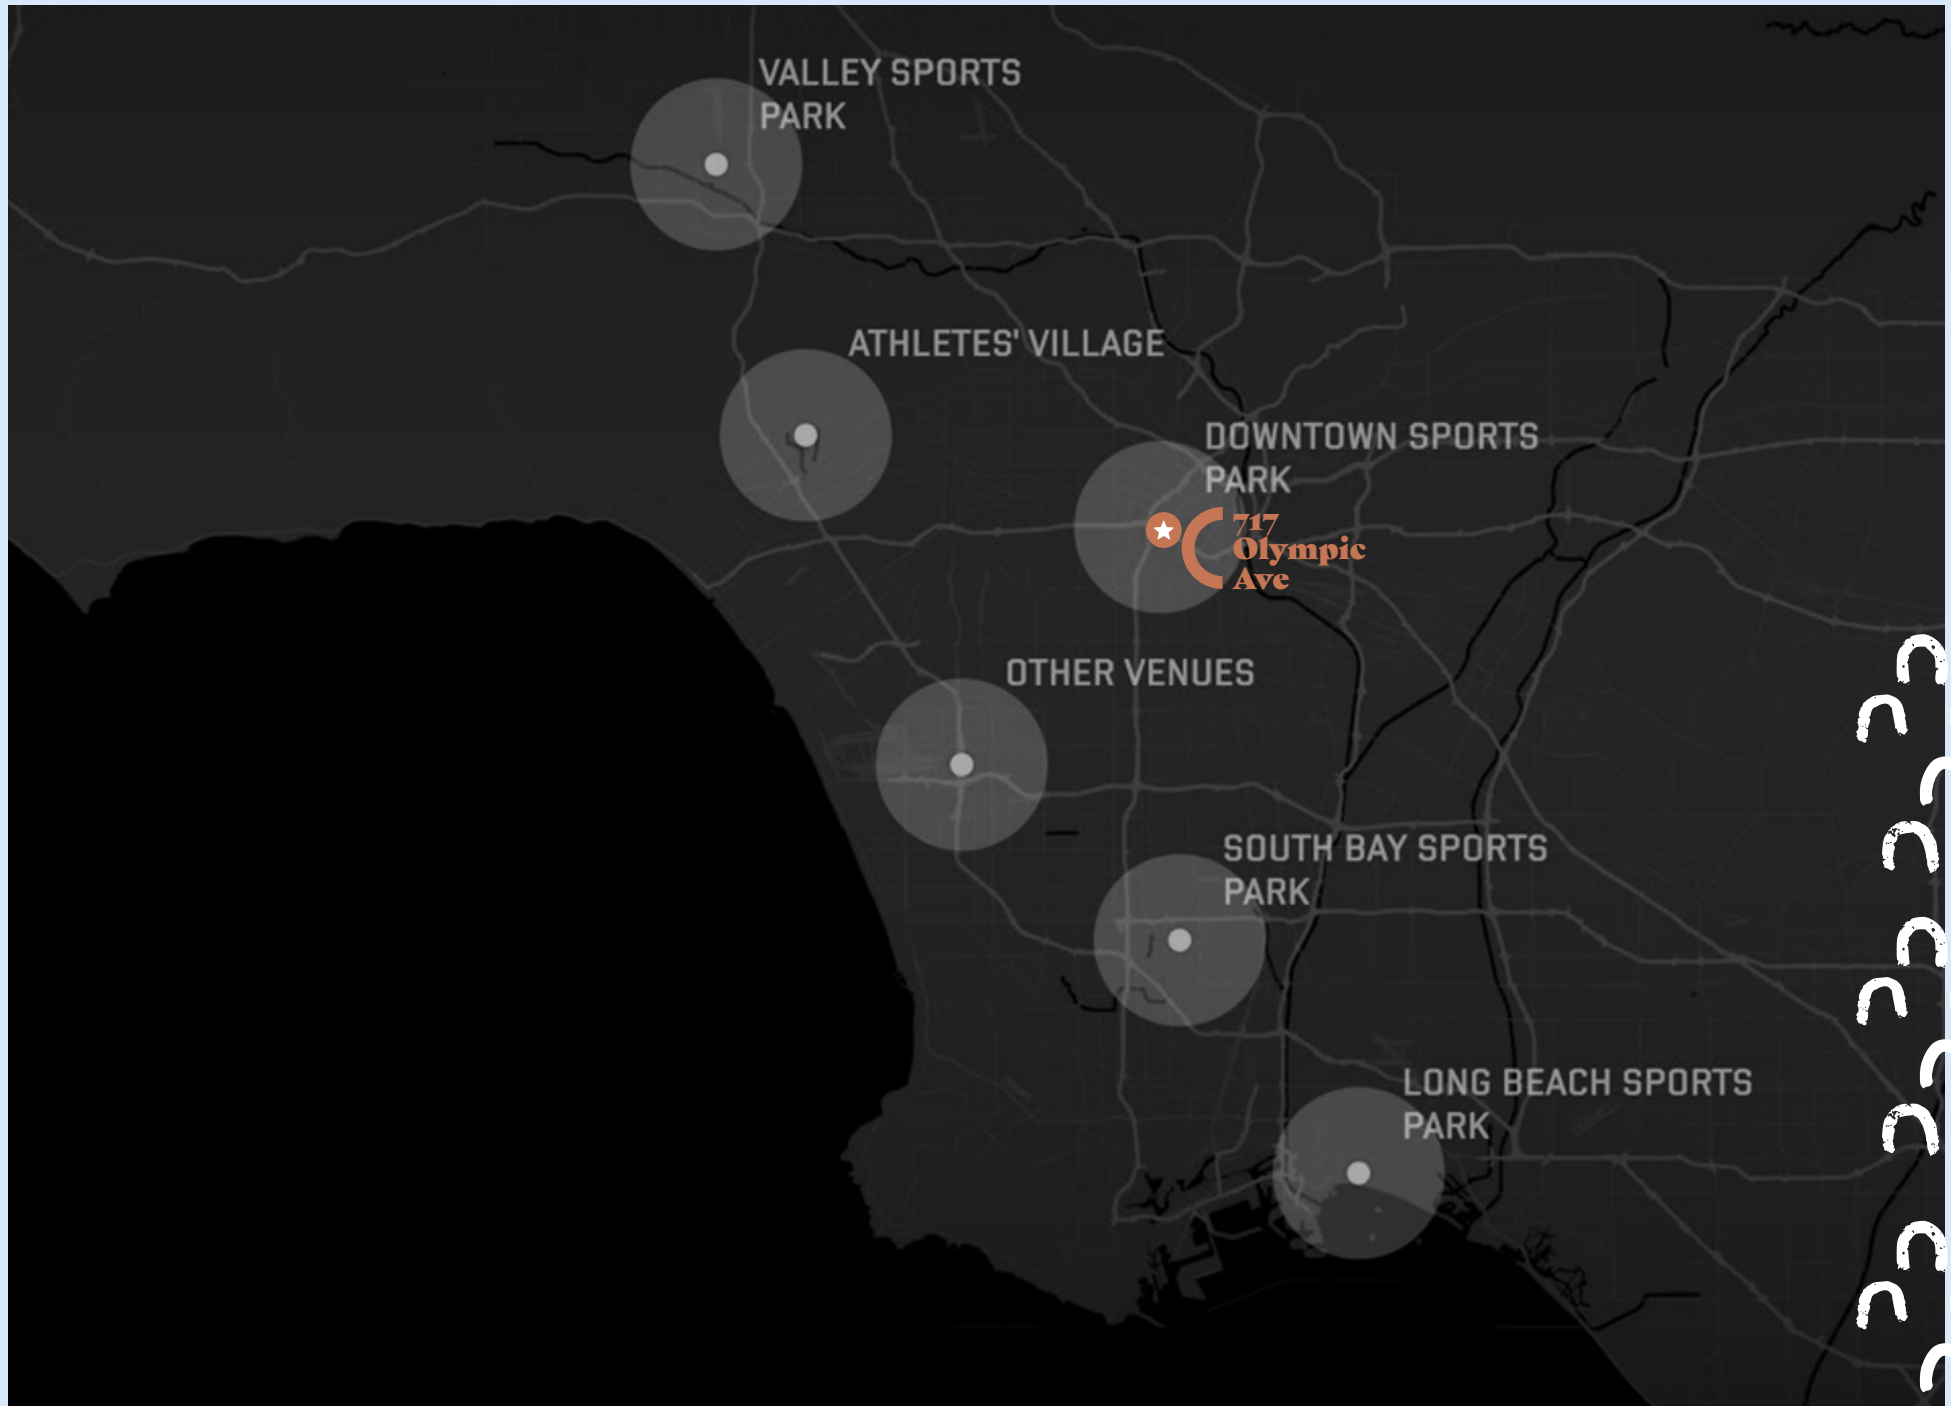 VALLEY SPORTS
PARK
ATHLETES' VILLAGE
DOWNTOWN SPORTS
PARK
717
Olympic
Ave
OTHER VENUES
SOUTH BAY SPORTS
PARK
LONG BEACH SPORTS
PARK